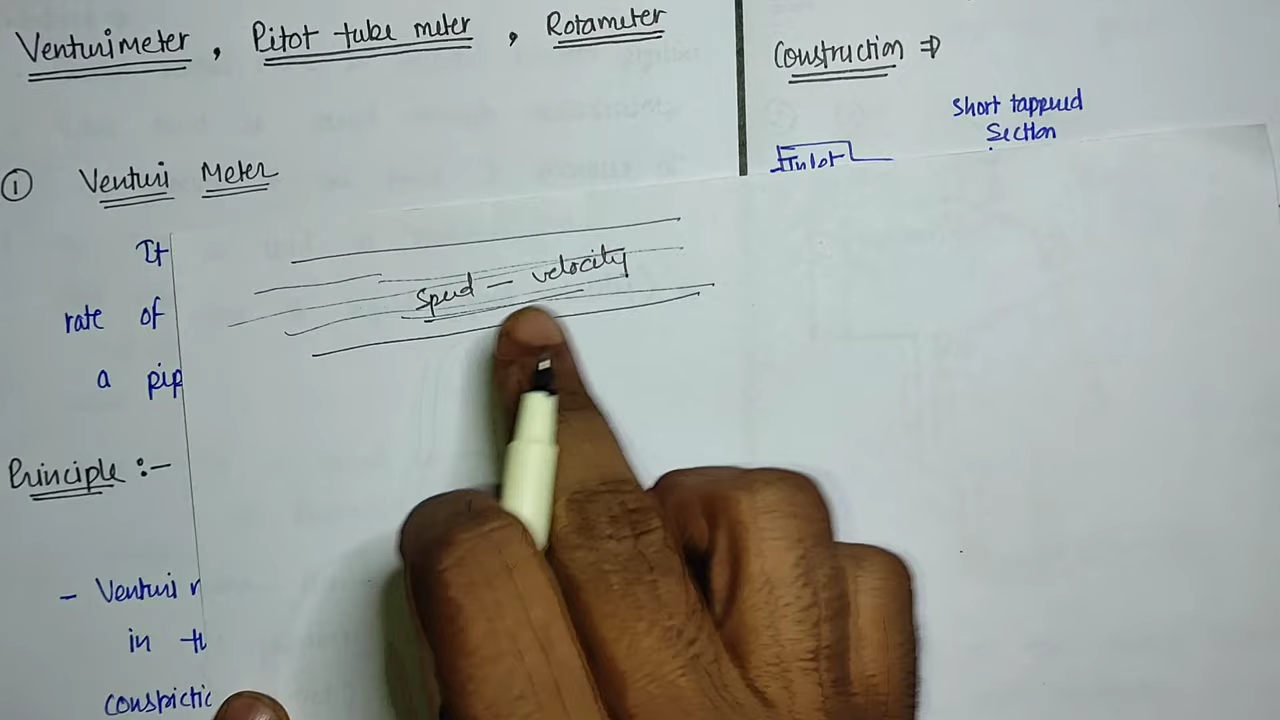 Venturimeter , Pitot tube meter , Rotameter
① Venturi Meter
It
rate of
a pip
Principle :-
- Venturi
in
constrictic
Speed - velocity
Construction ⇒
Short tappered
Section
Inlet